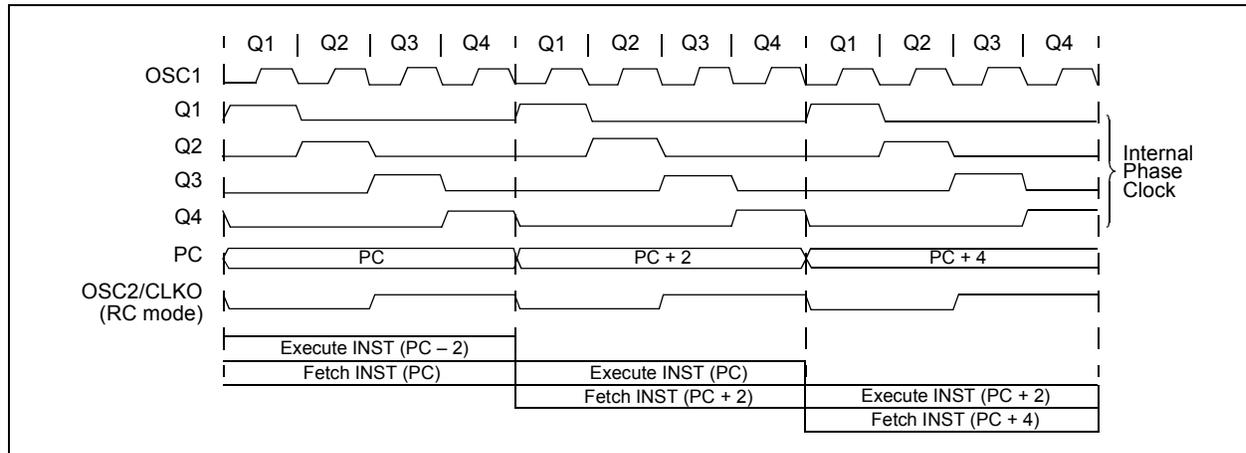 Q1 Q2 Q3 Q4 Q1 Q2 Q3 Q4 Q1 Q2 Q3 Q4
OSC1
Q1
Q2
Q3
Q4
Internal
Phase
Clock
PC PC PC + 2 PC + 4
OSC2/CLKO
(RC mode)
Execute INST (PC – 2)
Fetch INST (PC) Execute INST (PC)
Fetch INST (PC + 2) Execute INST (PC + 2)
Fetch INST (PC + 4)